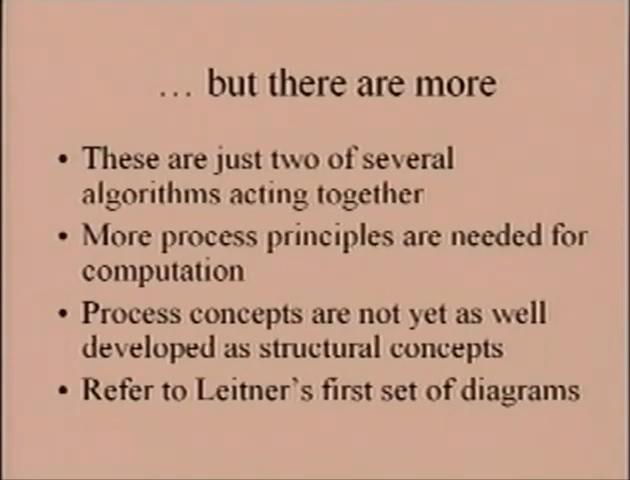 … but there are more
• These are just two of several
algorithms acting together
• More process principles are needed for
computation
• Process concepts are not yet as well
developed as structural concepts
• Refer to Leitner's first set of diagrams